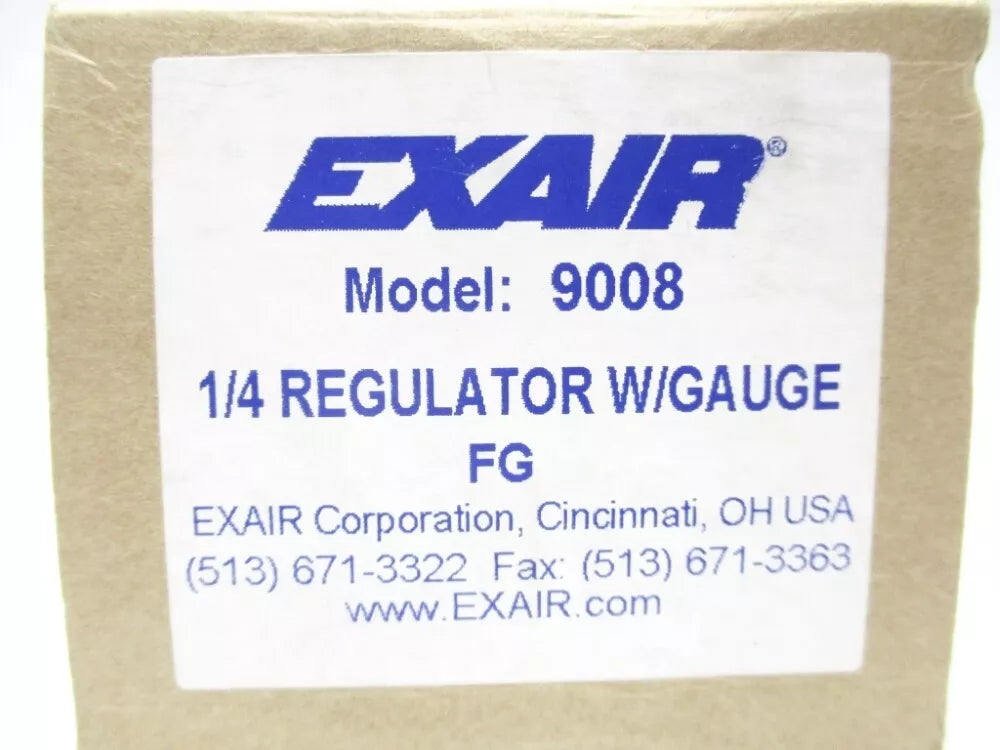 EXAIR®
Model: 9008
1/4 REGULATOR W/GAUGE
FG
EXAIR Corporation, Cincinnati, OH USA
(513) 671-3322 Fax: (513) 671-3363
www.EXAIR.com